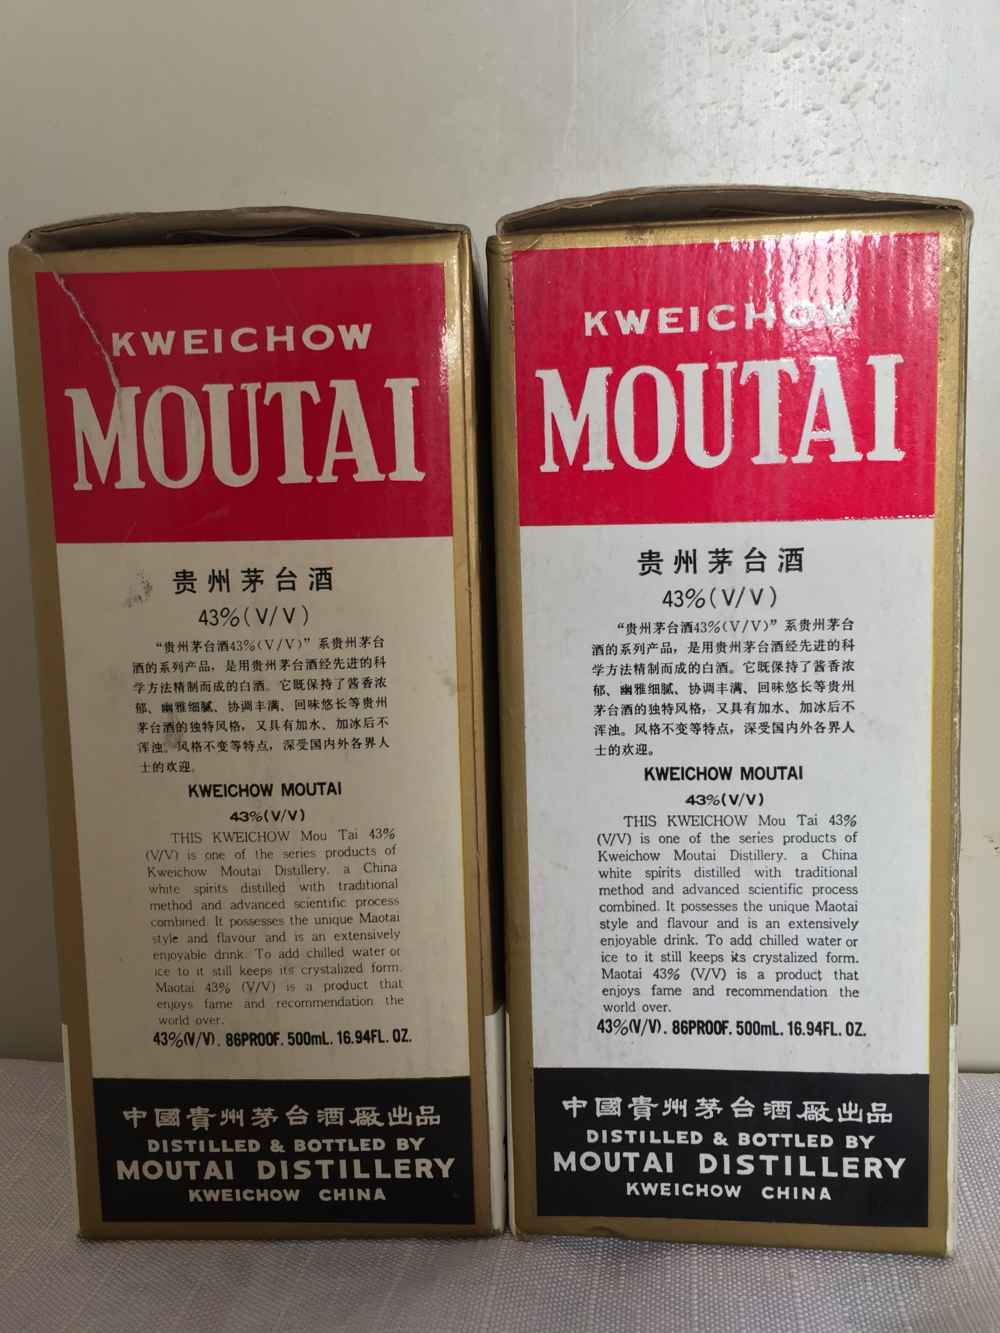 KWEICHOW
MOUTAI
贵州茅台酒
43%(V/V)
“贵州茅台酒43%(V/V)”系贵州茅台
酒的系列产品，是用贵州茅台酒经先进的科
学方法精制而成的白酒。它既保持了酱香浓
郁、幽雅细腻、协调丰满、回味悠长等贵州
茅台酒的独特风格，又具有加水、加冰后不
浑浊。风格不变等特点，深受国内外各界人
士的欢迎。
KWEICHOW MOUTAI
43%(V/V)
THIS KWEICHOW Mou Tai 43%
(V/V) is one of the series products of
Kweichow Moutai Distillery. a China
white spirits distilled with traditional
method and advanced scientific process
combined. It possesses the unique Maotai
style and flavour and is an extensively
enjoyable drink. To add chilled water or
ice to it still keeps its crystalized form.
Maotai 43% (V/V) is a product that
enjoys fame and recommendation the
world over.
43%(V/V). 86PROOF. 500mL. 16.94FL. OZ.
中國貴州茅台酒廠出品
DISTILLED & BOTTLED BY
MOUTAI DISTILLERY
KWEICHOW CHINA
KWEICHOW
MOUTAI
贵州茅台酒
43%(V/V)
“贵州茅台酒43%(V/V)”系贵州茅台
酒的系列产品，是用贵州茅台酒经先进的科
学方法精制而成的白酒。它既保持了酱香浓
郁、幽雅细腻、协调丰满、回味悠长等贵州
茅台酒的独特风格，又具有加水、加冰后不
浑浊。风格不变等特点，深受国内外各界人
士的欢迎。
KWEICHOW MOUTAI
43%(V/V)
THIS KWEICHOW Mou Tai 43%
(V/V) is one of the series products of
Kweichow Moutai Distillery. a China
white spirits distilled with traditional
method and advanced scientific process
combined. It possesses the unique Maotai
style and flavour and is an extensively
enjoyable drink. To add chilled water or
ice to it still keeps its crystalized form.
Maotai 43% (V/V) is a product that
enjoys fame and recommendation the
world over.
43%(V/V). 86PROOF. 500mL. 16.94FL. OZ.
中國貴州茅台酒廠出品
DISTILLED & BOTTLED BY
MOUTAI DISTILLERY
KWEICHOW CHINA